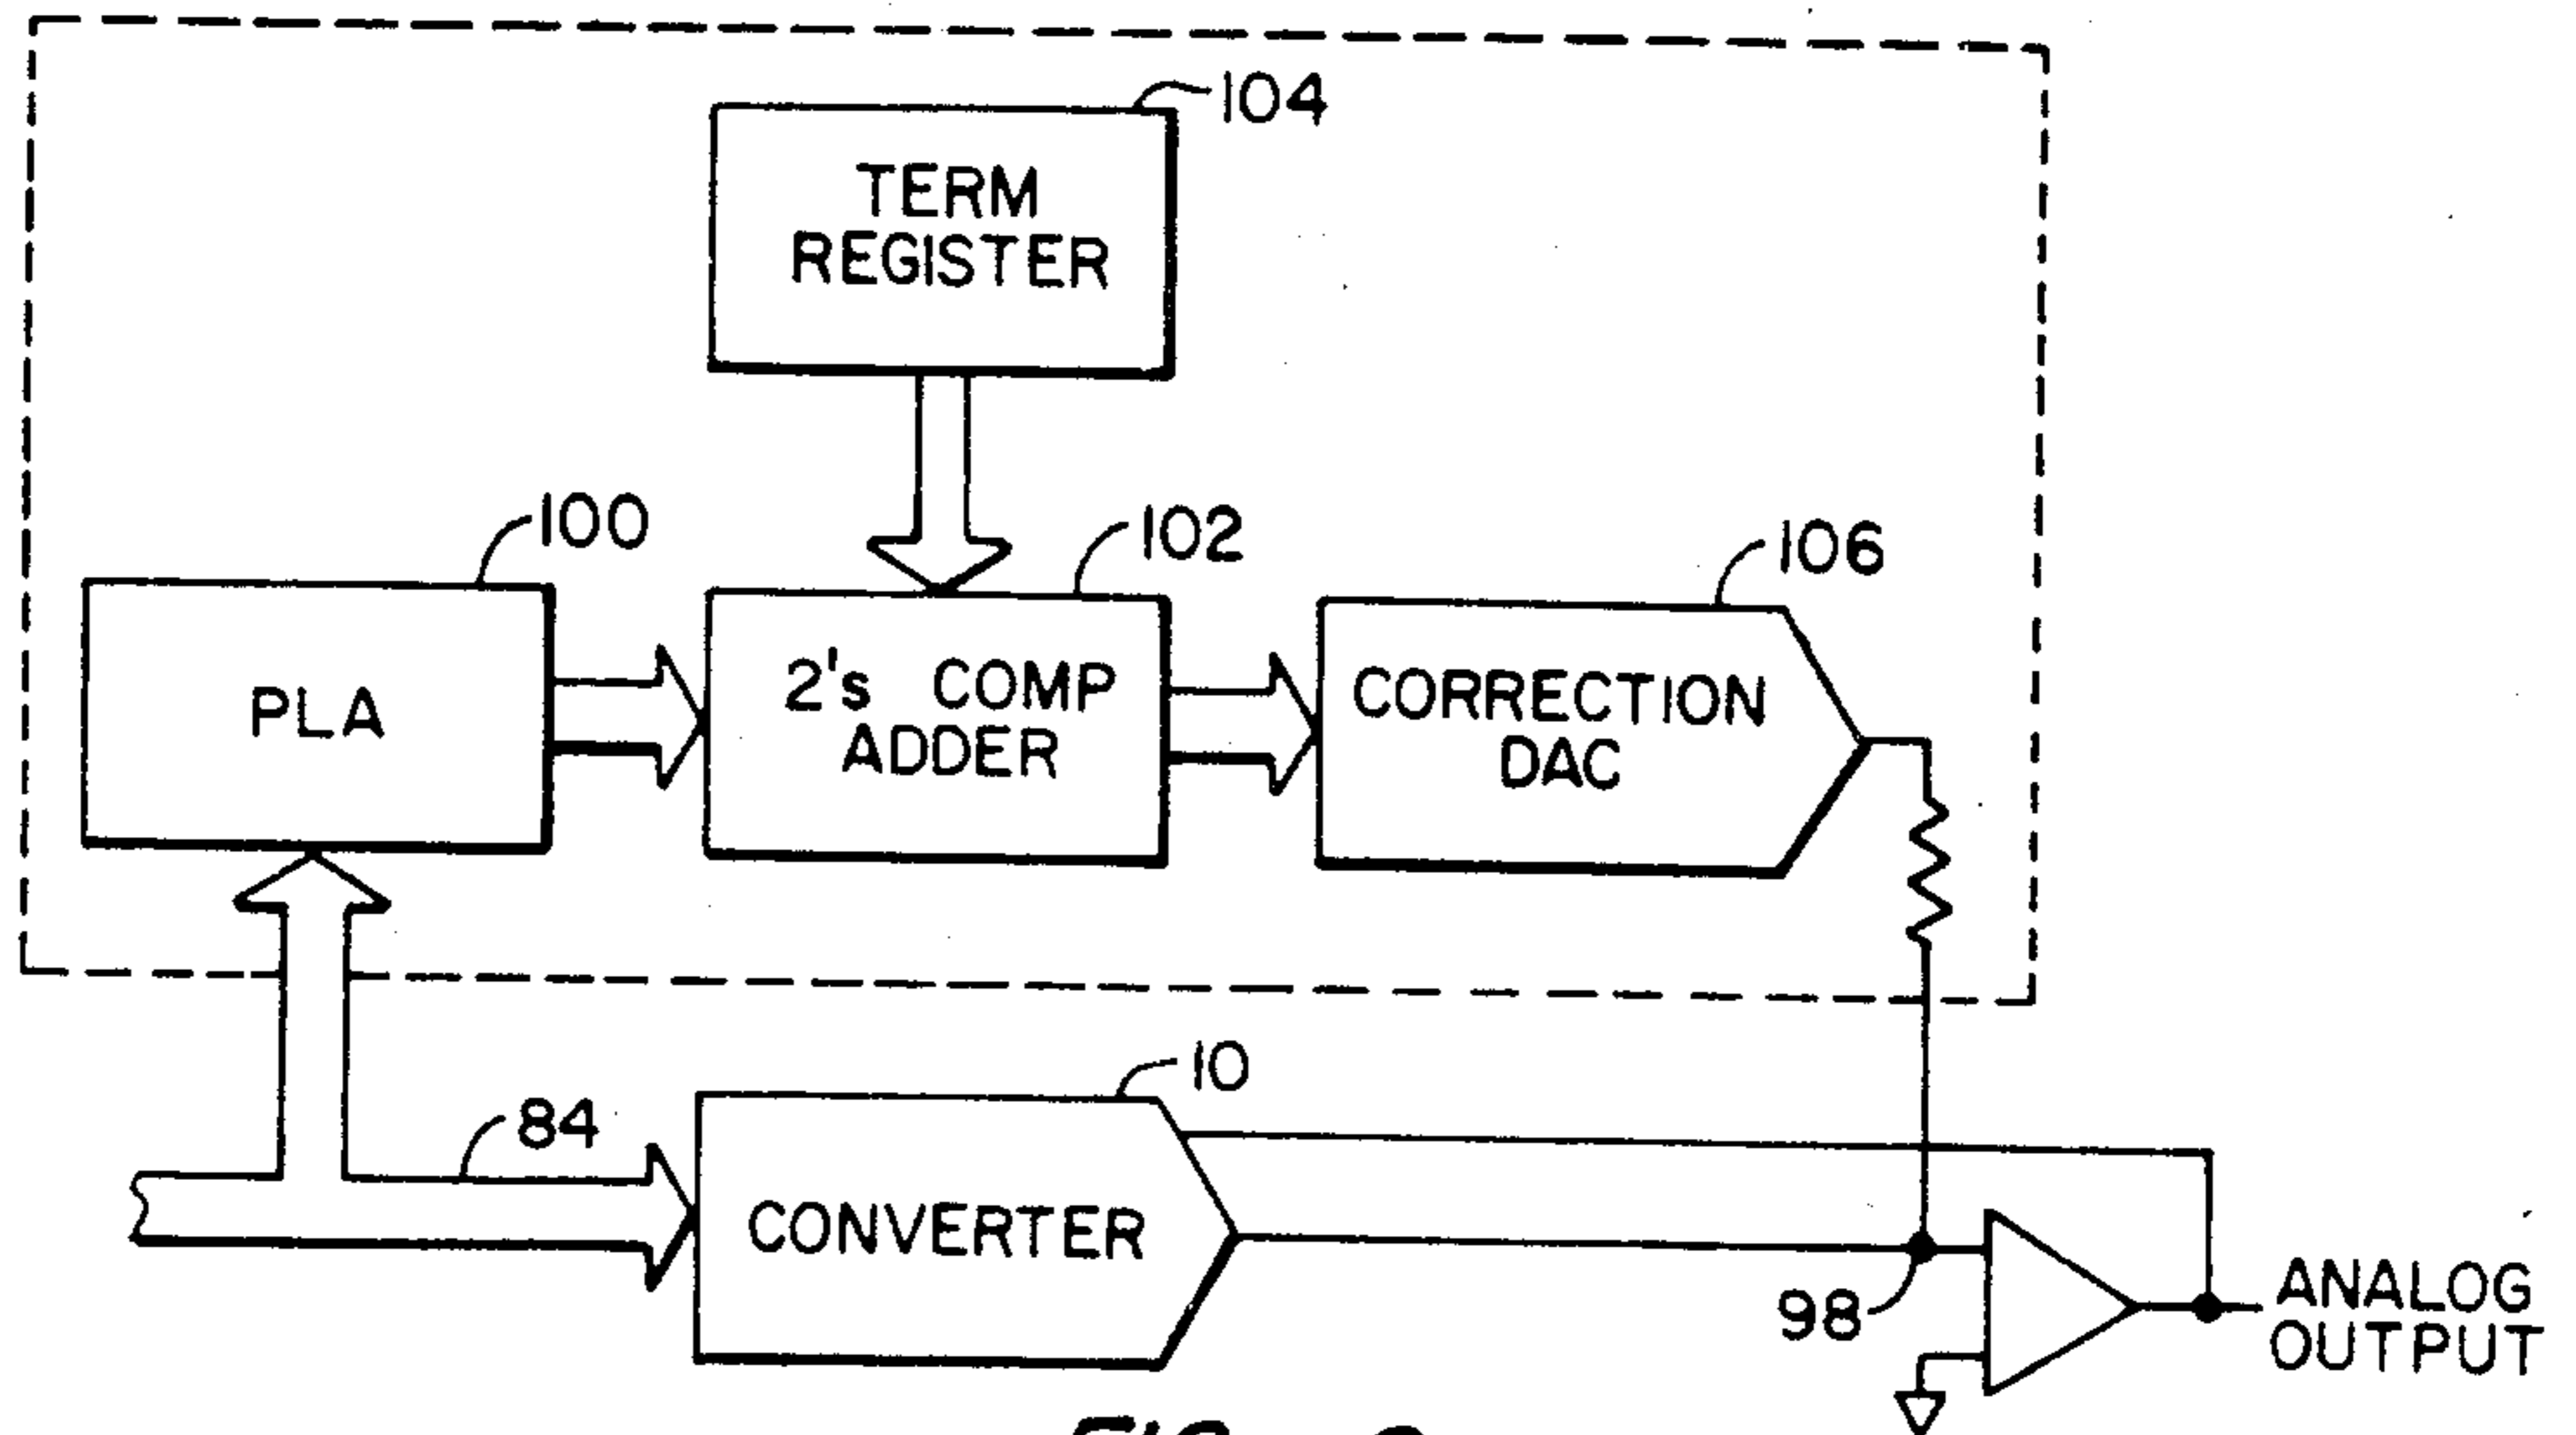 104
TERM
REGISTER
100
102
106
PLA
2's COMP
ADDER
CORRECTION
DAC
10
84
CONVERTER
98
ANALOG
OUTPUT